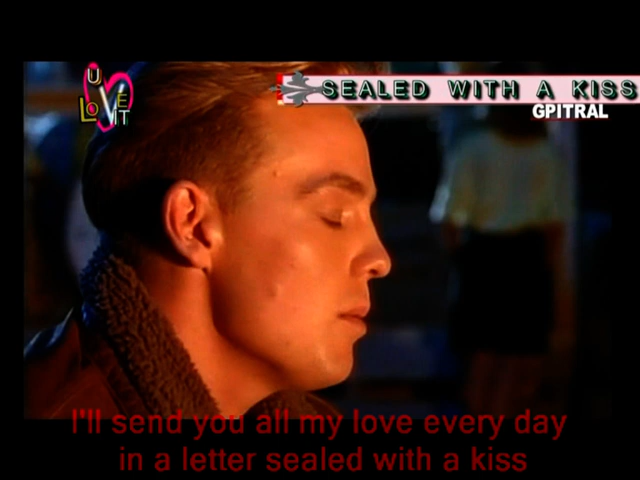 U
LOVE
IT
SEALED WITH A KISS
GPITRAL
I'll send you all my love every day
in a letter sealed with a kiss